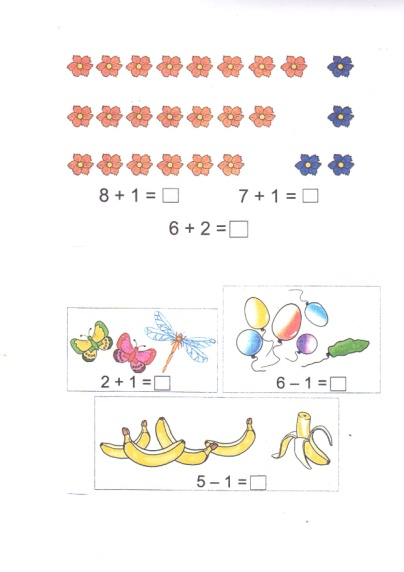 8 + 1 = □ 7 + 1 = □
6 + 2 = □
2 + 1 = □ 6 – 1 = □
5 – 1 = □